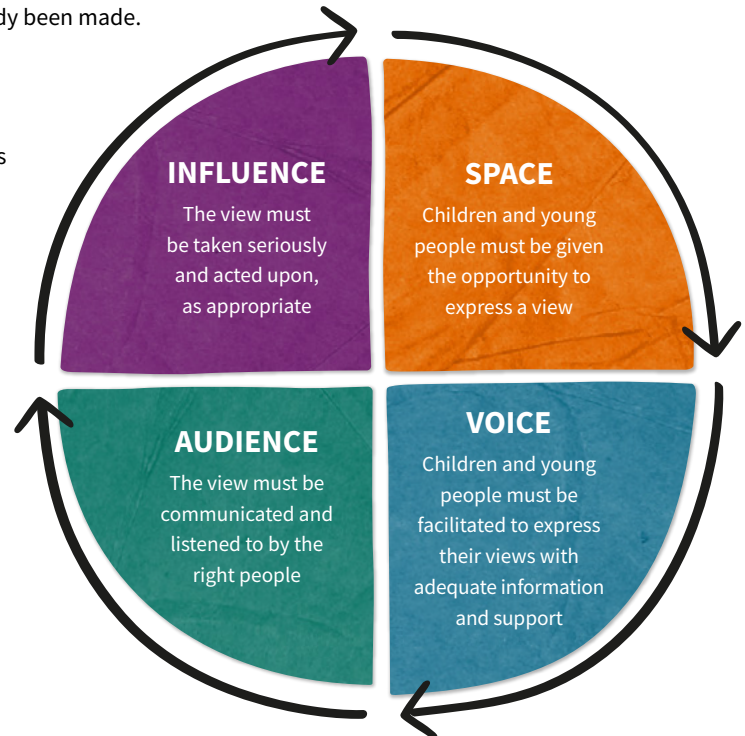 dy been made.
s
INFLUENCE
The view must
be taken seriously
and acted upon,
as appropriate
SPACE
Children and young
people must be given
the opportunity to
express a view
VOICE
Children and young
people must be
facilitated to express
their views with
adequate information
and support
AUDIENCE
The view must be
communicated and
listened to by the
right people